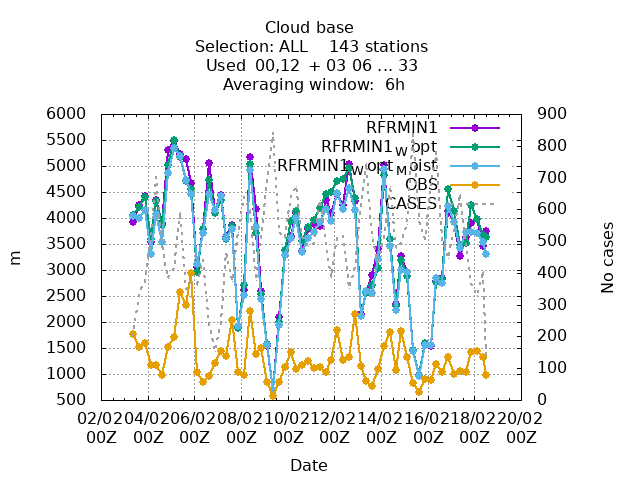 Cloud base
Selection: ALL 143 stations
Used 00,12 + 03 06 ... 33
Averaging window: 6h
6000
5500
5000
4500
4000
3500
3000
2500
2000
1500
1000
500
m
900
800
700
600
500
400
300
200
100
0
No cases
RFRMIN1
RFRMIN1Wopt
RFRMIN1WoptMoist
OBS
CASES
02/02 04/02 06/02 08/02 10/02 12/02 14/02 16/02 18/02 20/02
00Z 00Z 00Z 00Z 00Z 00Z 00Z 00Z 00Z 00Z
Date